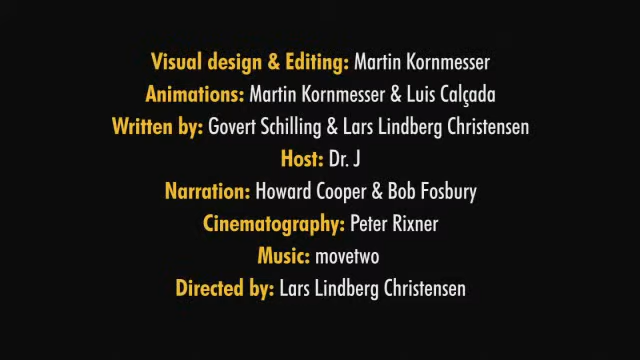 Visual design & Editing: Martin Kornmesser
Animations: Martin Kornmesser & Luis Calçada
Written by: Govert Schilling & Lars Lindberg Christensen
Host: Dr. J
Narration: Howard Cooper & Bob Fosbury
Cinematography: Peter Rixner
Music: movetwo
Directed by: Lars Lindberg Christensen